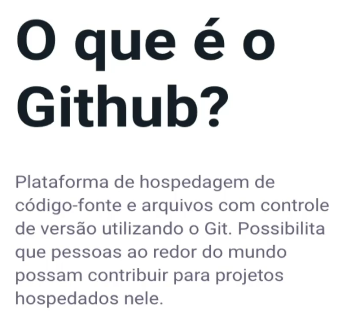 O que é o
Github?
Plataforma de hospedagem de
código-fonte e arquivos com controle
de versão utilizando o Git. Possibilita
que pessoas ao redor do mundo
possam contribuir para projetos
hospedados nele.